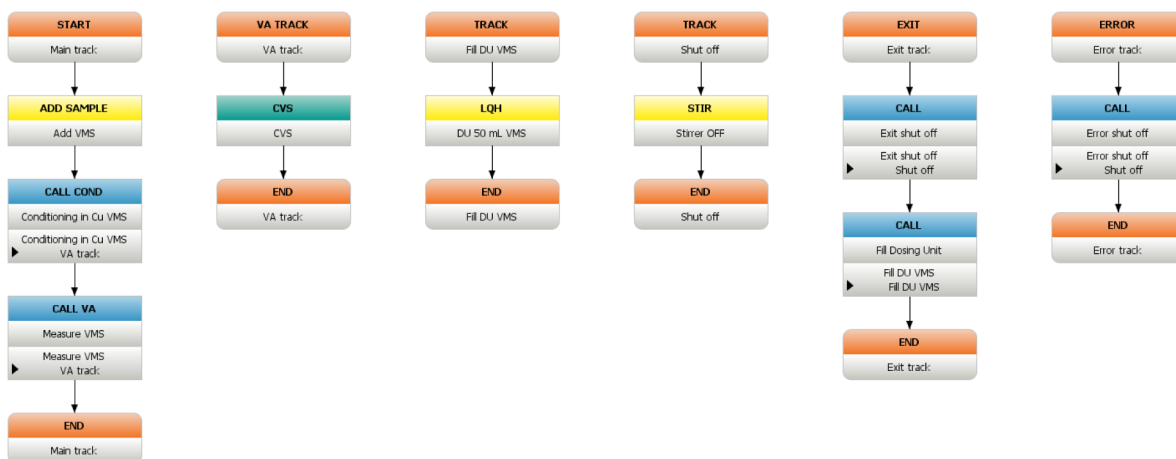 START
Main track
ADD SAMPLE
Add VMS
CALL COND
Conditioning in Cu VMS
Conditioning in Cu VMS
VA track
CALL VA
Measure VMS
Measure VMS
VA track
END
Main track
VA TRACK
VA track
CVS
CVS
END
VA track
TRACK
Fill DU VMS
LQH
DU 50 mL VMS
END
Fill DU VMS
TRACK
Shut off
STIR
Stirrer OFF
END
Shut off
EXIT
Exit track
CALL
Exit shut off
Exit shut off
Shut off
CALL
Fill Dosing Unit
Fill DU VMS
Fill DU VMS
END
Exit track
ERROR
Error track
CALL
Error shut off
Error shut off
Shut off
END
Error track